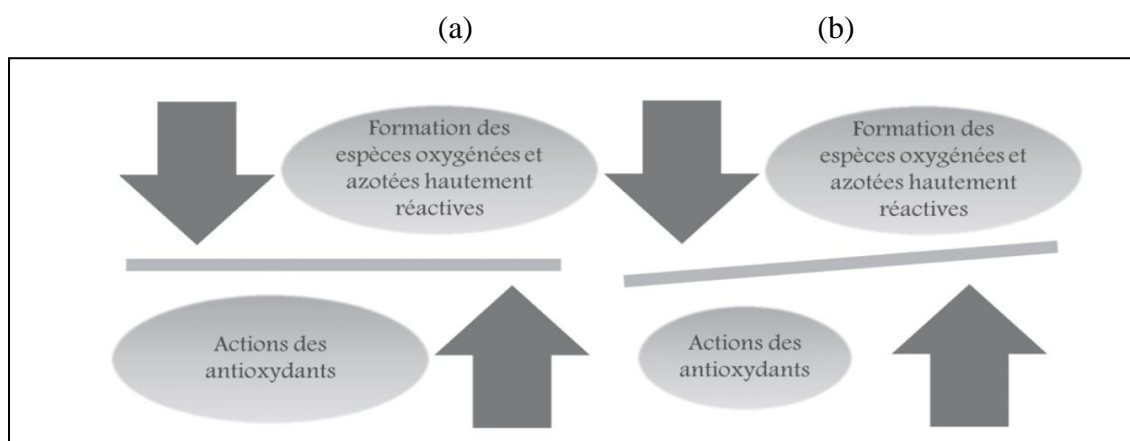 (a)
(b)
Formation des
espèces oxygénées et
azotées hautement
réactives
Formation des
espèces oxygénées et
azotées hautement
réactives
Actions des
antioxydants
Actions des
antioxydants